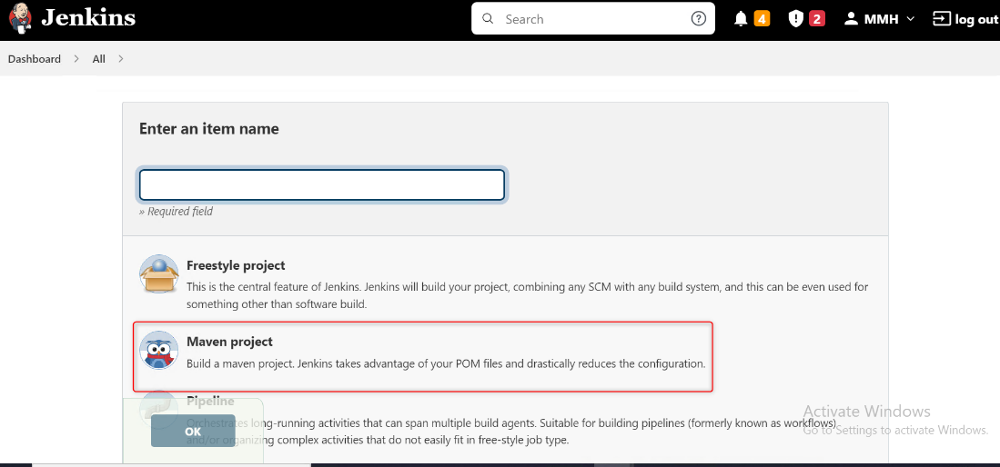 Jenkins
Search
4
2
MMH
log out
Dashboard
All
Enter an item name
» Required field
Freestyle project
This is the central feature of Jenkins. Jenkins will build your project, combining any SCM with any build system, and this can be even used for
something other than software build.
Maven project
Build a maven project. Jenkins takes advantage of your POM files and drastically reduces the configuration.
Pipeline
Orchestrates long-running activities that can span multiple build agents. Suitable for building pipelines (formerly known as workflows)
and/or organizing complex activities that do not easily fit in free-style job type.
OK
Activate Windows
Go to Settings to activate Windows.